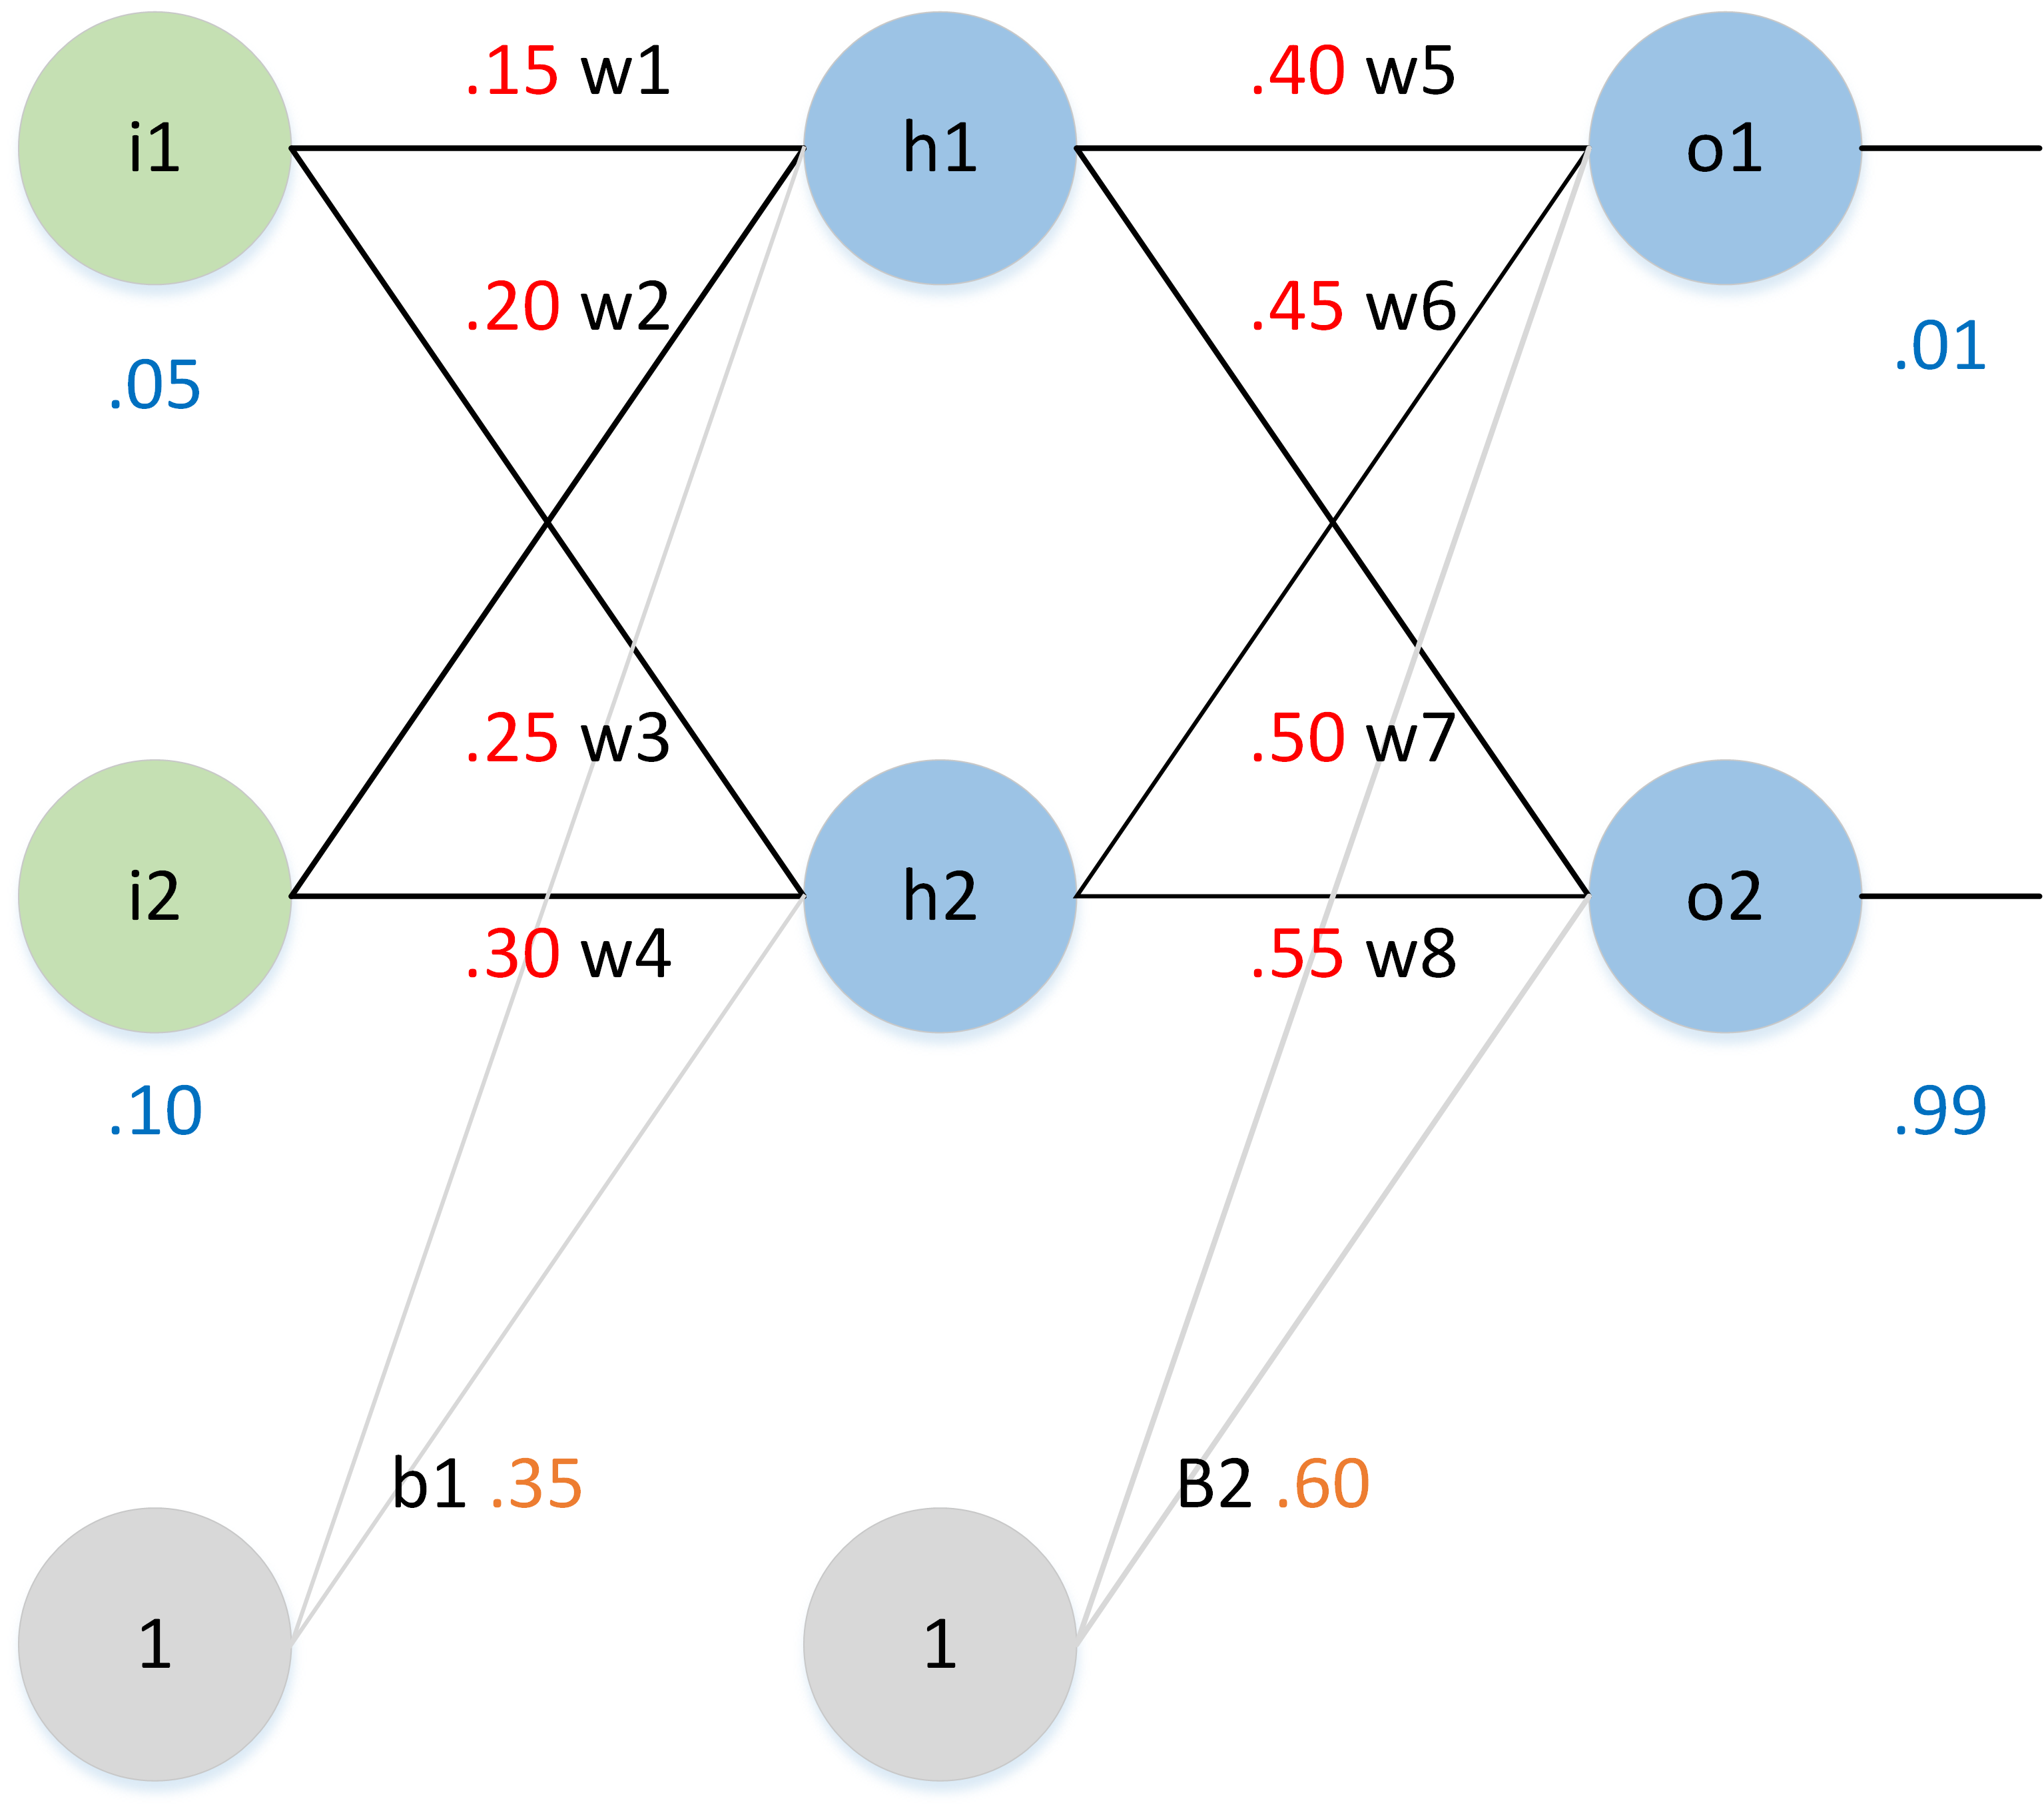 .15 w1
.40 w5
i1
h1
o1
.20 w2
.45 w6
.05
.01
.25 w3
.50 w7
i2
h2
o2
.30 w4
.55 w8
.10
.99
b1 .35
B2 .60
1
1